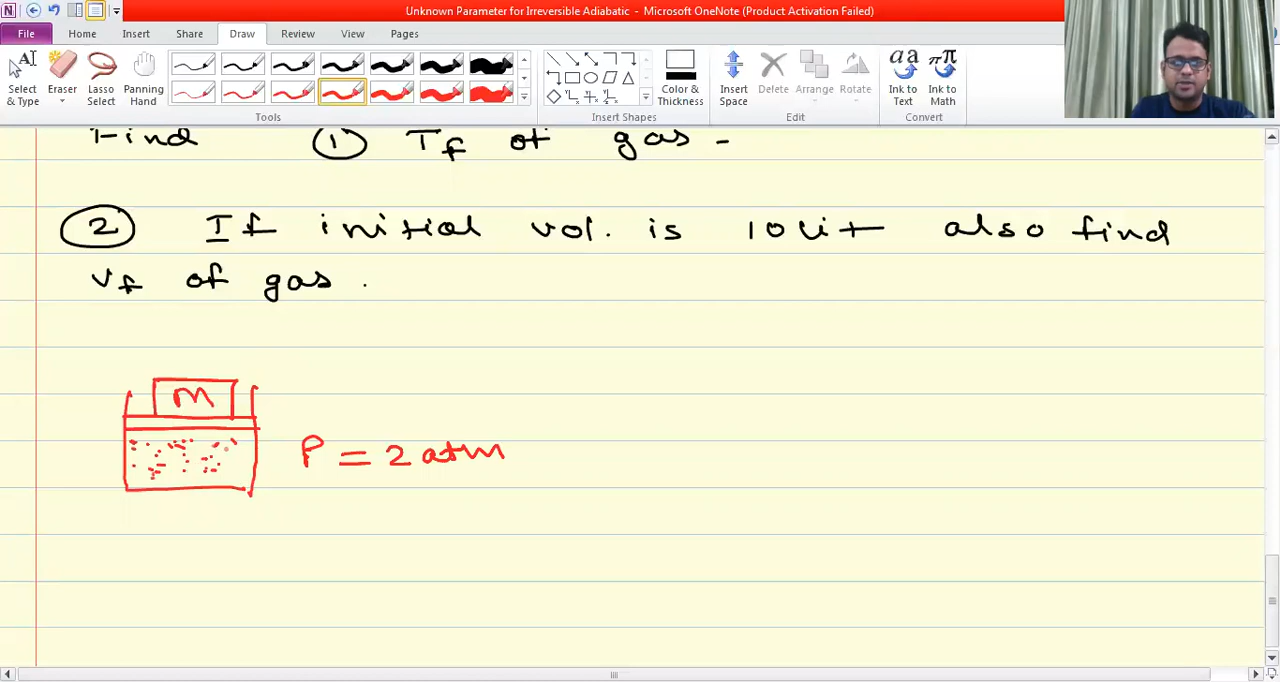 Unknown Parameter for Irreversible Adiabatic - Microsoft OneNote (Product Activation Failed)
File Home Insert Share Draw Review View Pages
Select & Type
Eraser
Lasso Select
Panning Hand
Color & Thickness
Insert Space
Delete
Arrange
Rotate
Ink to Text
Ink to Math
Tools
Insert Shapes
Edit
Convert
Find ① Tf of gas -
② If initial vol. is 10 lit also find
Vf of gas.
m
P = 2 atm